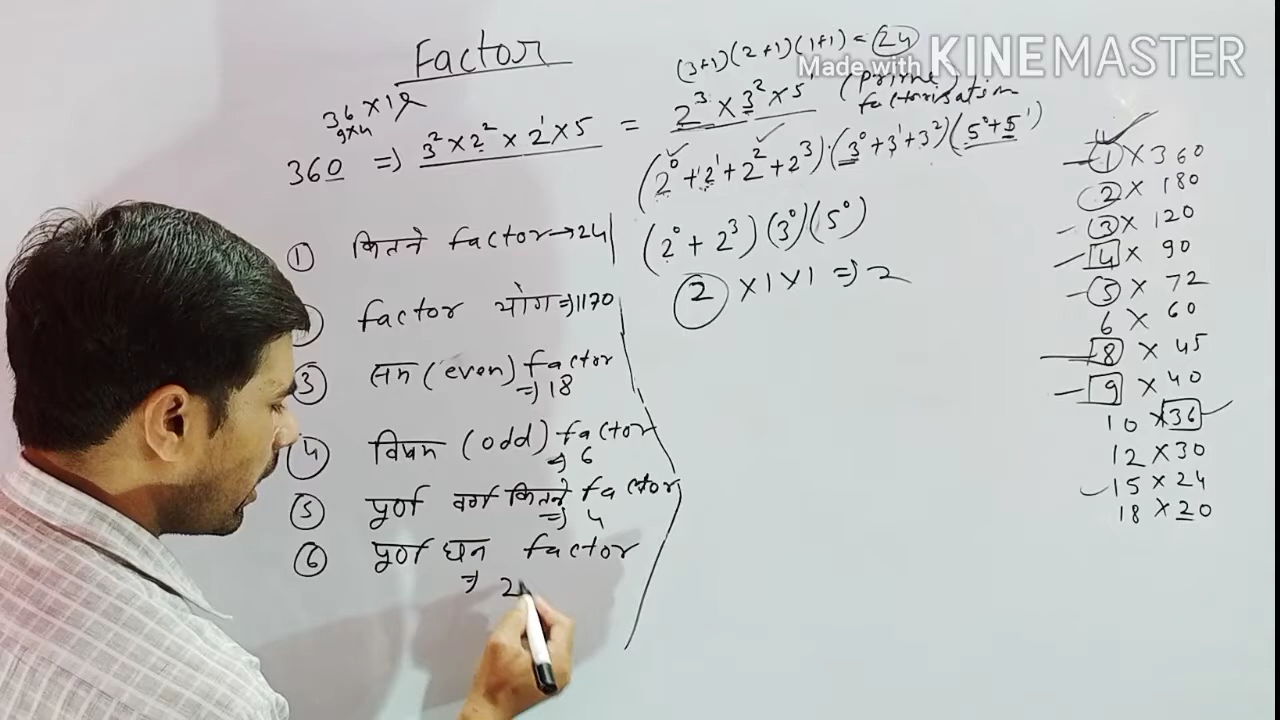 Factor
(3+1)(2+1)(1+1) = 24
Made with KINEMASTER
36 × 10
9×4
360 ⇒ 3² × 2² × 2¹ × 5 = 2³ × 3² × 5¹ (prime) factorisation
(2⁰ + 2¹ + 2² + 2³) · (3⁰ + 3¹ + 3²) (5⁰ + 5¹)
① कितने factor → 24
(2⁰ + 2³) (3⁰) (5⁰)
2 × 1 × 1 ⇒ 2
factor योग ⇒ 1170
③ सम (even) factor
⇒ 18
④ विषम (odd) factor
⇒ 6
⑤ पूर्ण वर्ग कितने factor
⇒ 4
⑥ पूर्ण घन factor
⇒ 2
1 × 360
2 × 180
3 × 120
4 × 90
5 × 72
6 × 60
8 × 45
9 × 40
10 × 36
12 × 30
15 × 24
18 × 20